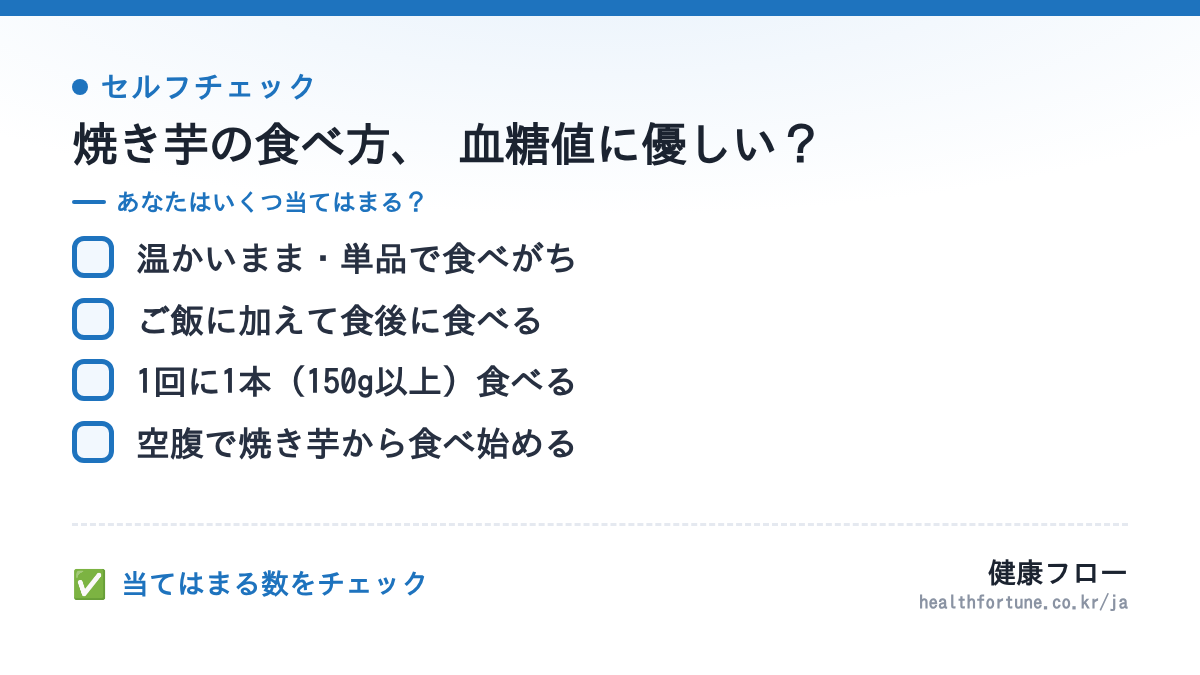 セルフチェック
焼き芋の食べ方、 血糖値に優しい？
あなたはいくつ当てはまる？
温かいまま・単品で食べがち
ご飯に加えて食後に食べる
1回に1本（150g以上）食べる
空腹で焼き芋から食べ始める
✅ 当てはまる数をチェック
健康フロー
healthfortune.co.kr/ja